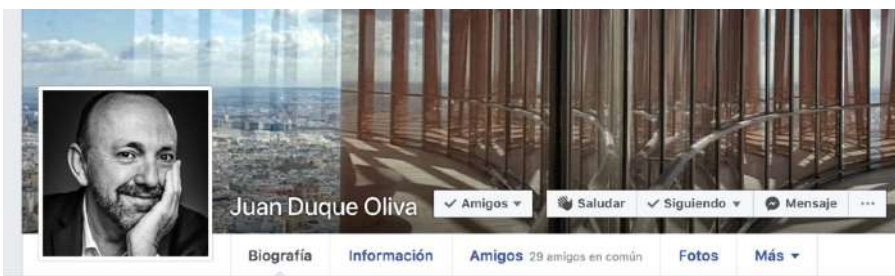 Juan Duque Oliva Amigos Saludar Siguiendo Mensaje ...
Biografía Información Amigos 29 amigos en común Fotos Más